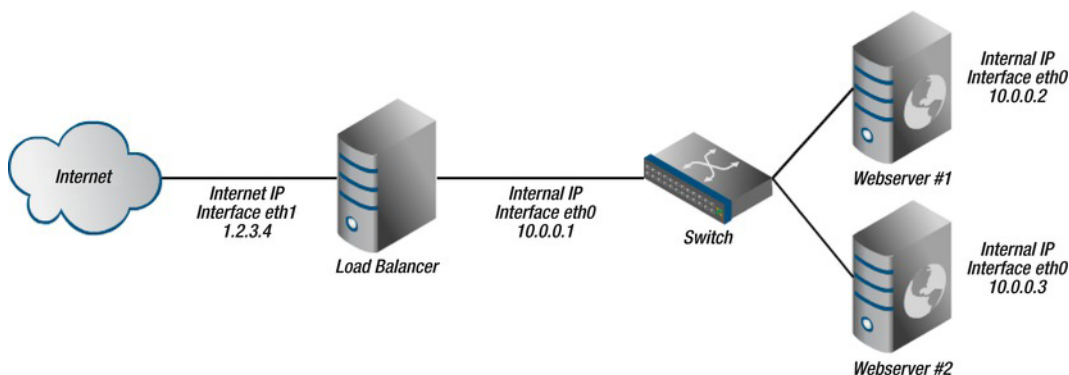 Internet
Internet IP
Interface eth1
1.2.3.4
Load Balancer
Internal IP
Interface eth0
10.0.0.1
Switch
Internal IP
Interface eth0
10.0.0.2
Webserver #1
Internal IP
Interface eth0
10.0.0.3
Webserver #2